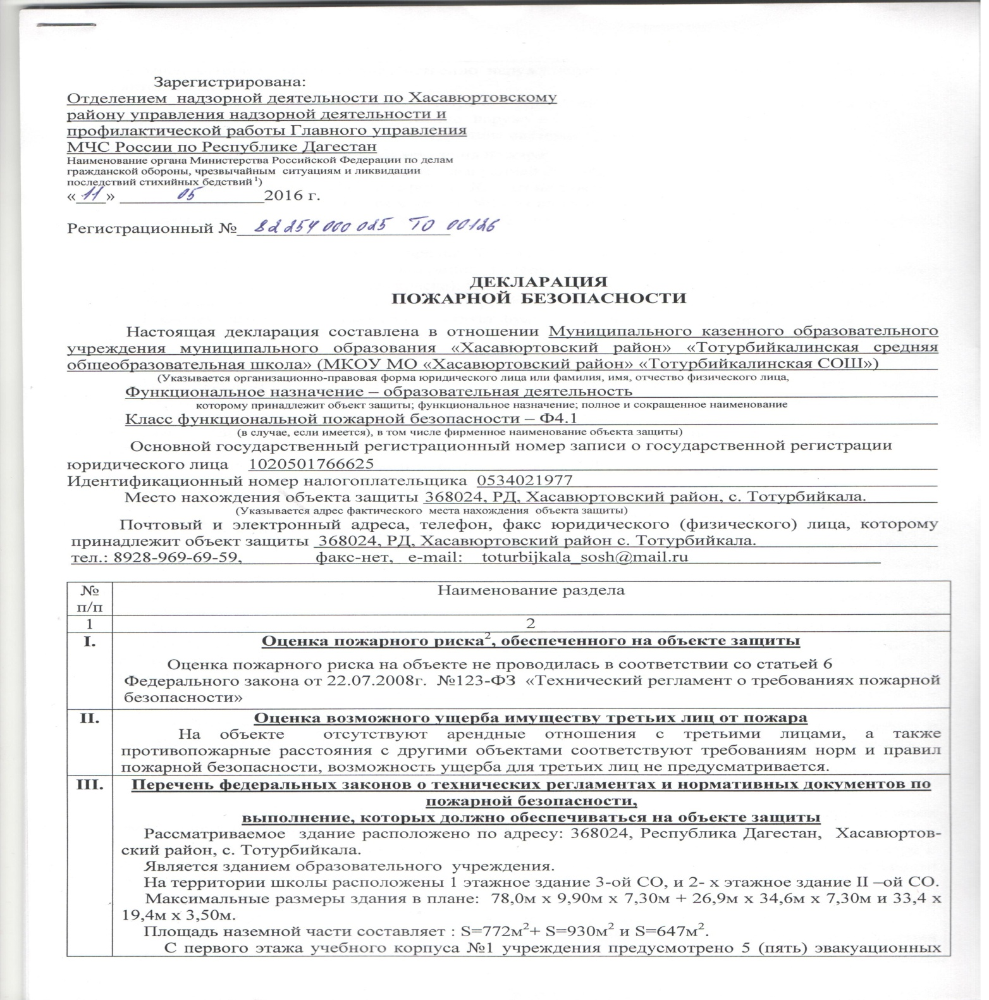 Зарегистрирована:
Отделением надзорной деятельности по Хасавюртовскому
району управления надзорной деятельности и
профилактической работы Главного управления
МЧС России по Республике Дагестан
Наименование органа Министерства Российской Федерации по делам
гражданской обороны, чрезвычайным ситуациям и ликвидации
последствий стихийных бедствий ¹)
«11» 05 2016 г.
Регистрационный № 82 254 000 025 ТО 00126
ДЕКЛАРАЦИЯ
ПОЖАРНОЙ БЕЗОПАСНОСТИ
Настоящая декларация составлена в отношении Муниципального казенного образовательного
учреждения муниципального образования «Хасавюртовский район» «Тотурбийкалинская средняя
общеобразовательная школа» (МКОУ МО «Хасавюртовский район» «Тотурбийкалинская СОШ»)
(Указывается организационно-правовая форма юридического лица или фамилия, имя, отчество физического лица,
Функциональное назначение – образовательная деятельность
которому принадлежит объект защиты; функциональное назначение; полное и сокращенное наименование
Класс функциональной пожарной безопасности – Ф4.1
(в случае, если имеется), в том числе фирменное наименование объекта защиты)
Основной государственный регистрационный номер записи о государственной регистрации
юридического лица 1020501766625
Идентификационный номер налогоплательщика 0534021977
Место нахождения объекта защиты 368024, РД, Хасавюртовский район, с. Тотурбийкала.
(Указывается адрес фактического места нахождения объекта защиты)
Почтовый и электронный адреса, телефон, факс юридического (физического) лица, которому
принадлежит объект защиты 368024, РД, Хасавюртовский район с. Тотурбийкала.
тел.: 8928-969-69-59, факс-нет, e-mail: toturbijkala_sosh@mail.ru
№ Наименование раздела
п/п
1 2
I. Оценка пожарного риска², обеспеченного на объекте защиты
Оценка пожарного риска на объекте не проводилась в соответствии со статьей 6
Федерального закона от 22.07.2008г. №123-ФЗ «Технический регламент о требованиях пожарной
безопасности»
II. Оценка возможного ущерба имуществу третьих лиц от пожара
На объекте отсутствуют арендные отношения с третьими лицами, а также
противопожарные расстояния с другими объектами соответствуют требованиям норм и правил
пожарной безопасности, возможность ущерба для третьих лиц не предусматривается.
III. Перечень федеральных законов о технических регламентах и нормативных документов по
пожарной безопасности,
выполнение, которых должно обеспечиваться на объекте защиты
Рассматриваемое здание расположено по адресу: 368024, Республика Дагестан, Хасавюртов-
ский район, с. Тотурбийкала.
Является зданием образовательного учреждения.
На территории школы расположены 1 этажное здание 3-ой СО, и 2- х этажное здание II –ой СО.
Максимальные размеры здания в плане: 78,0м х 9,90м х 7,30м + 26,9м х 34,6м х 7,30м и 33,4 х
19,4м х 3,50м.
Площадь наземной части составляет : S=772м²+ S=930м² и S=647м².
С первого этажа учебного корпуса №1 учреждения предусмотрено 5 (пять) эвакуационных